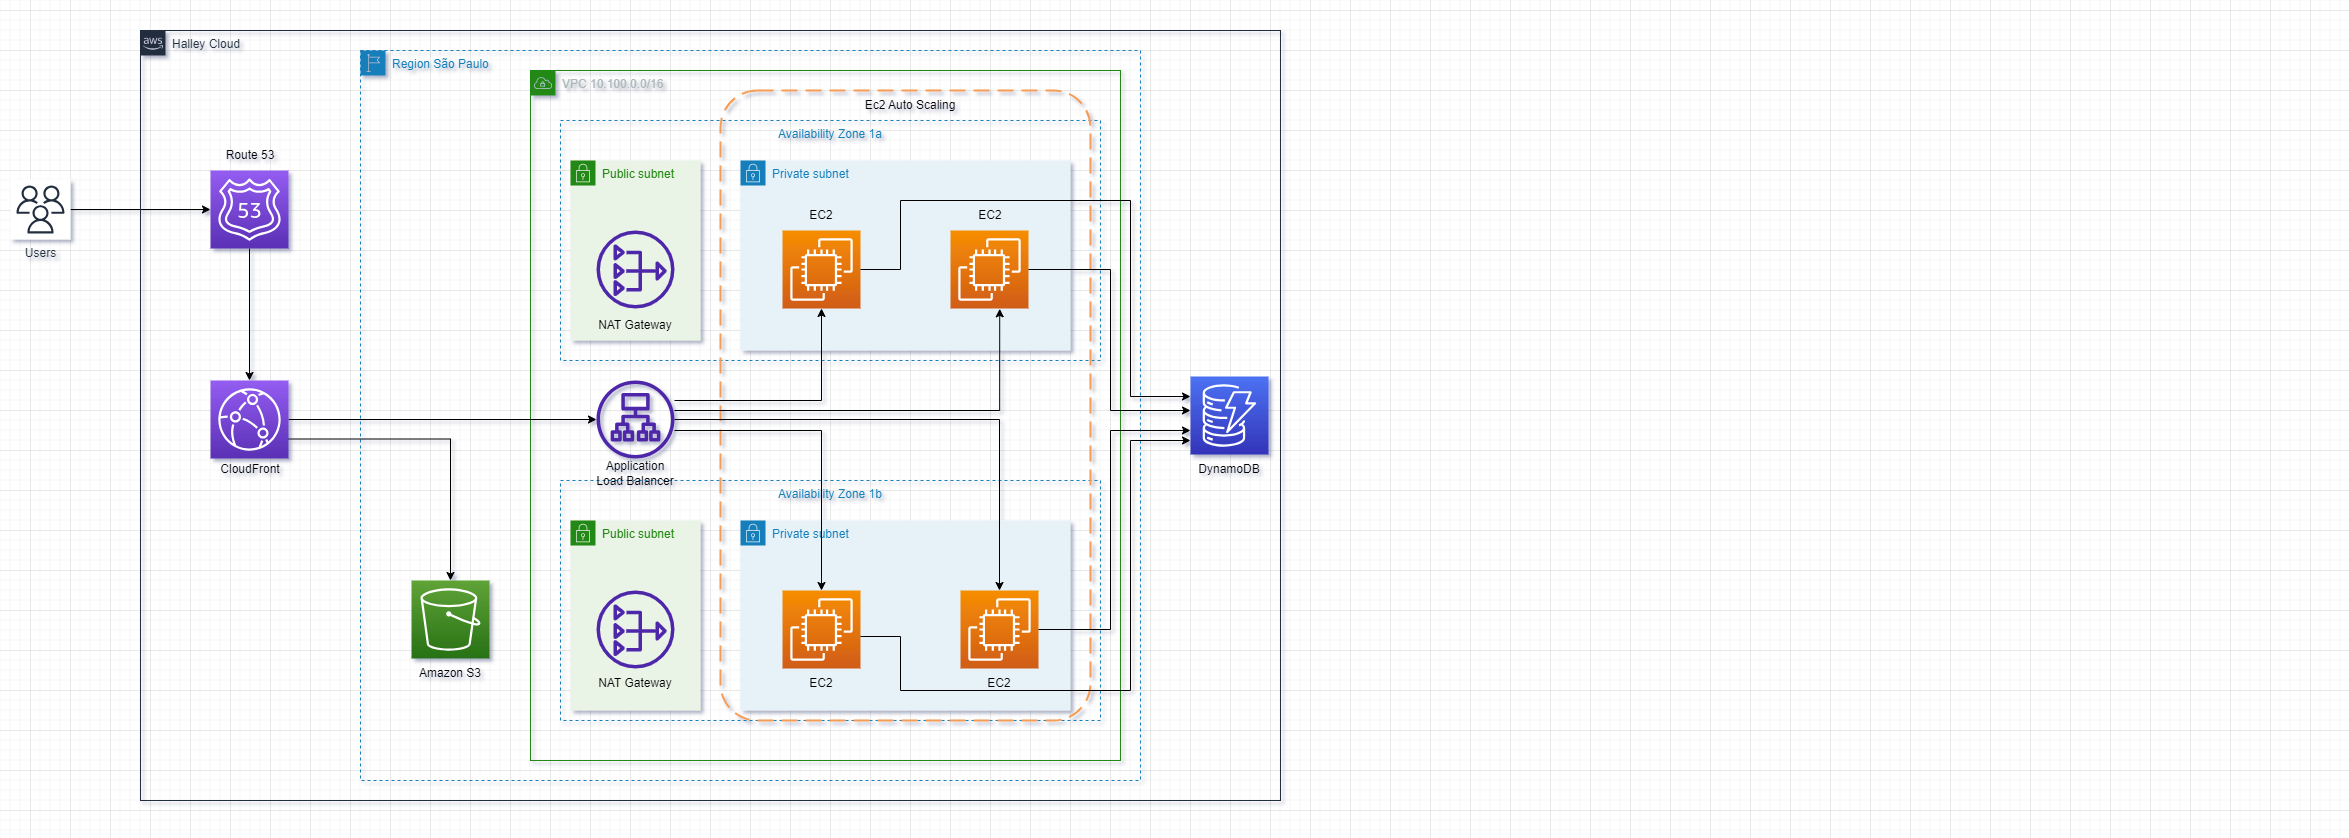 aws
Halley Cloud
Region São Paulo
VPC 10.100.0.0/16
Ec2 Auto Scaling
Availability Zone 1a
Route 53
53
Users
Public subnet
Private subnet
EC2
EC2
NAT Gateway
CloudFront
Application
Load Balancer
DynamoDB
Availability Zone 1b
Public subnet
Private subnet
Amazon S3
NAT Gateway
EC2
EC2